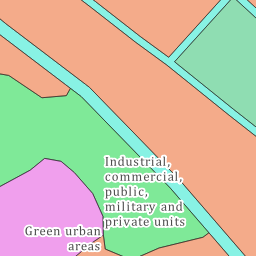 Industrial,
commercial,
public,
military and
private units
Green urban
areas